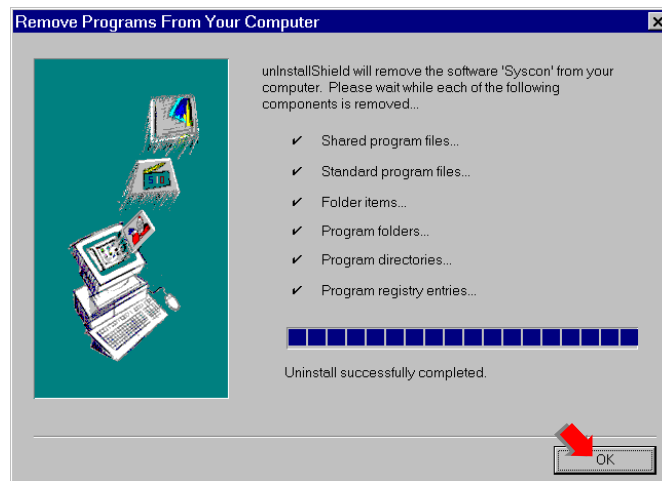 Remove Programs From Your Computer
unInstallShield will remove the software 'Syscon' from your
computer. Please wait while each of the following
components is removed...
✔ Shared program files...
✔ Standard program files...
✔ Folder items...
✔ Program folders...
✔ Program directories...
✔ Program registry entries...
Uninstall successfully completed.
OK